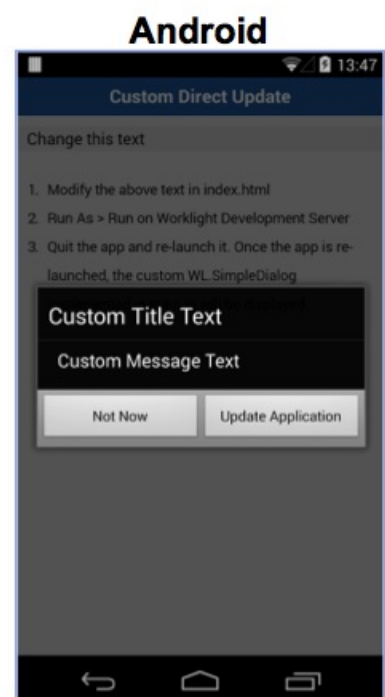 Android
13:47
Custom Direct Update
Change this text
1. Modify the above text in index.html
2. Run As > Run on Worklight Development Server
3. Quit the app and re-launch it. Once the app is re-
launched, the custom WL.SimpleDialog
Custom Title Text
Custom Message Text
Not Now Update Application